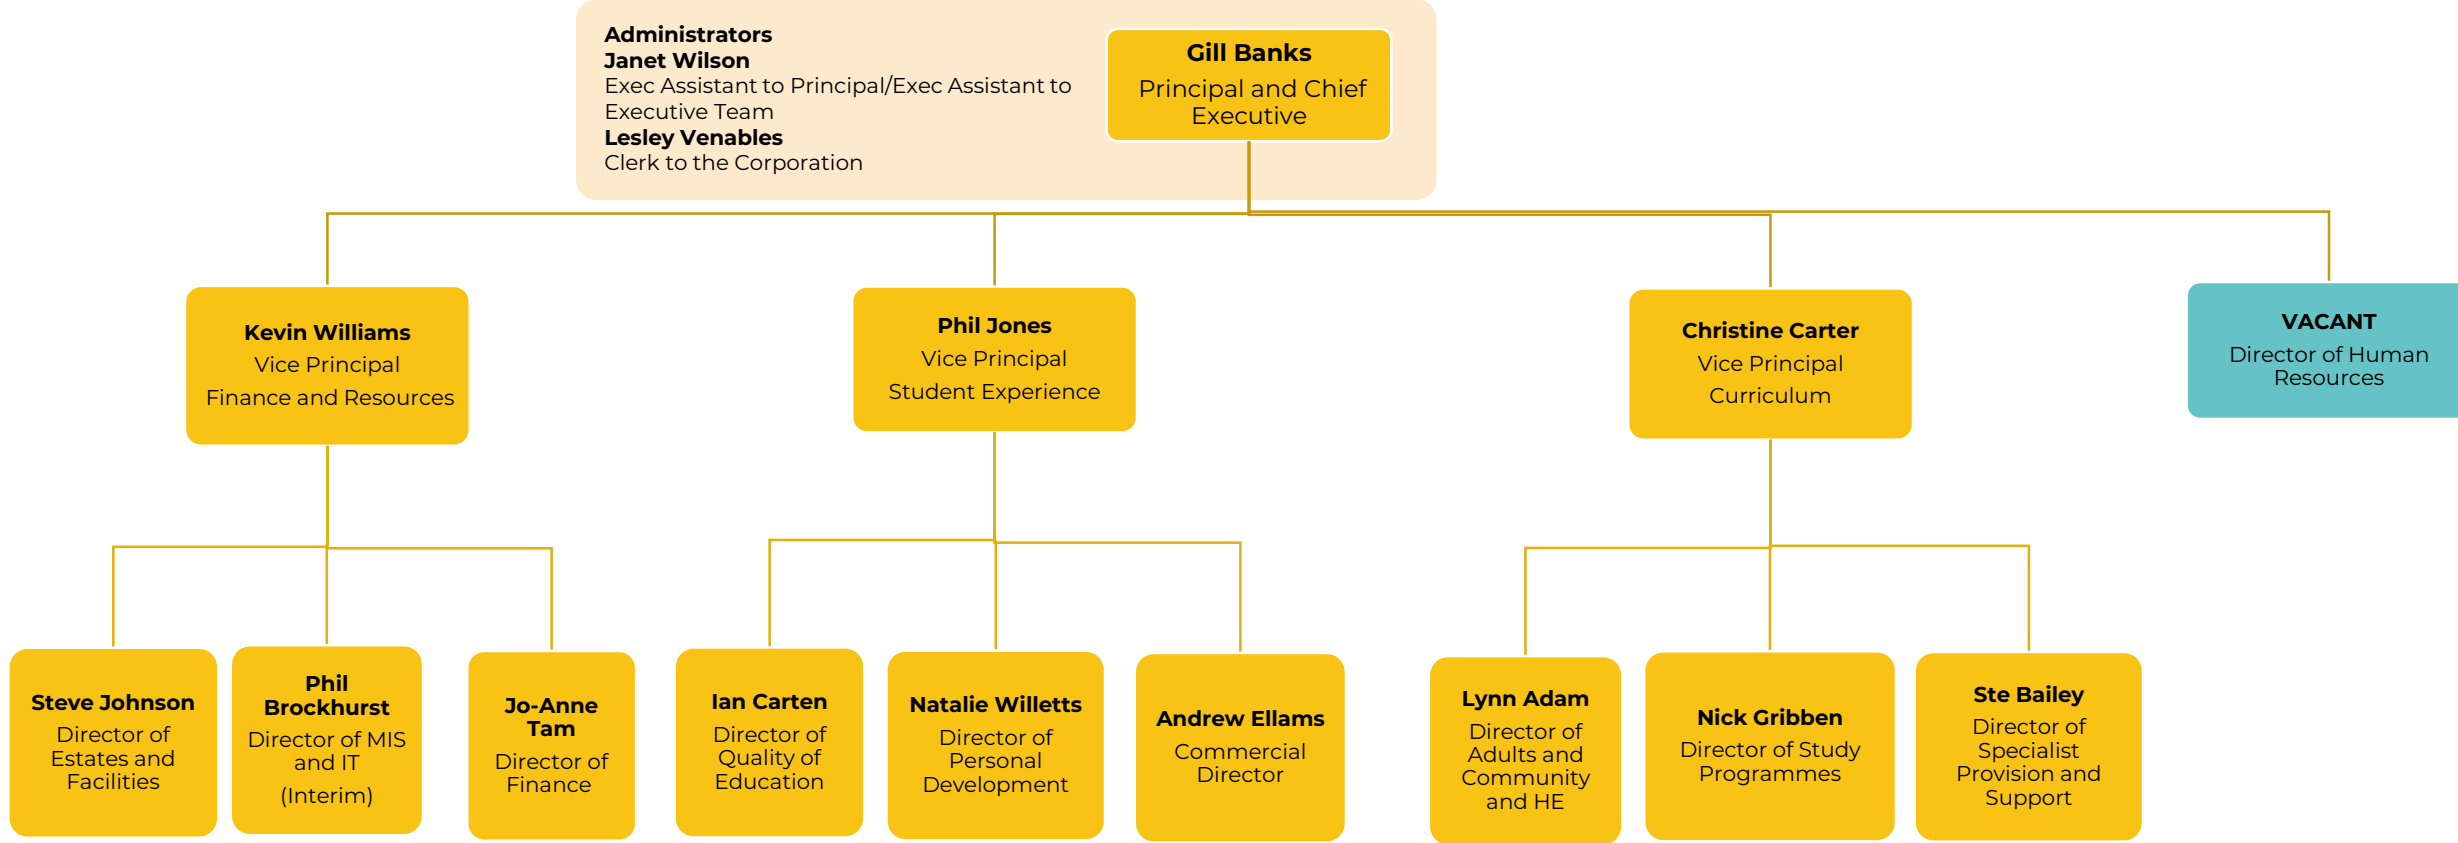 Administrators
Janet Wilson
Exec Assistant to Principal/Exec Assistant to
Executive Team
Lesley Venables
Clerk to the Corporation
Gill Banks
Principal and Chief
Executive
Kevin Williams
Vice Principal
Finance and Resources
Phil Jones
Vice Principal
Student Experience
Christine Carter
Vice Principal
Curriculum
VACANT
Director of Human
Resources
Steve Johnson
Director of
Estates and
Facilities
Phil
Brockhurst
Director of MIS
and IT
(Interim)
Jo-Anne
Tam
Director of
Finance
Ian Carten
Director of
Quality of
Education
Natalie Willetts
Director of
Personal
Development
Andrew Ellams
Commercial
Director
Lynn Adam
Director of
Adults and
Community
and HE
Nick Gribben
Director of Study
Programmes
Ste Bailey
Director of
Specialist
Provision and
Support